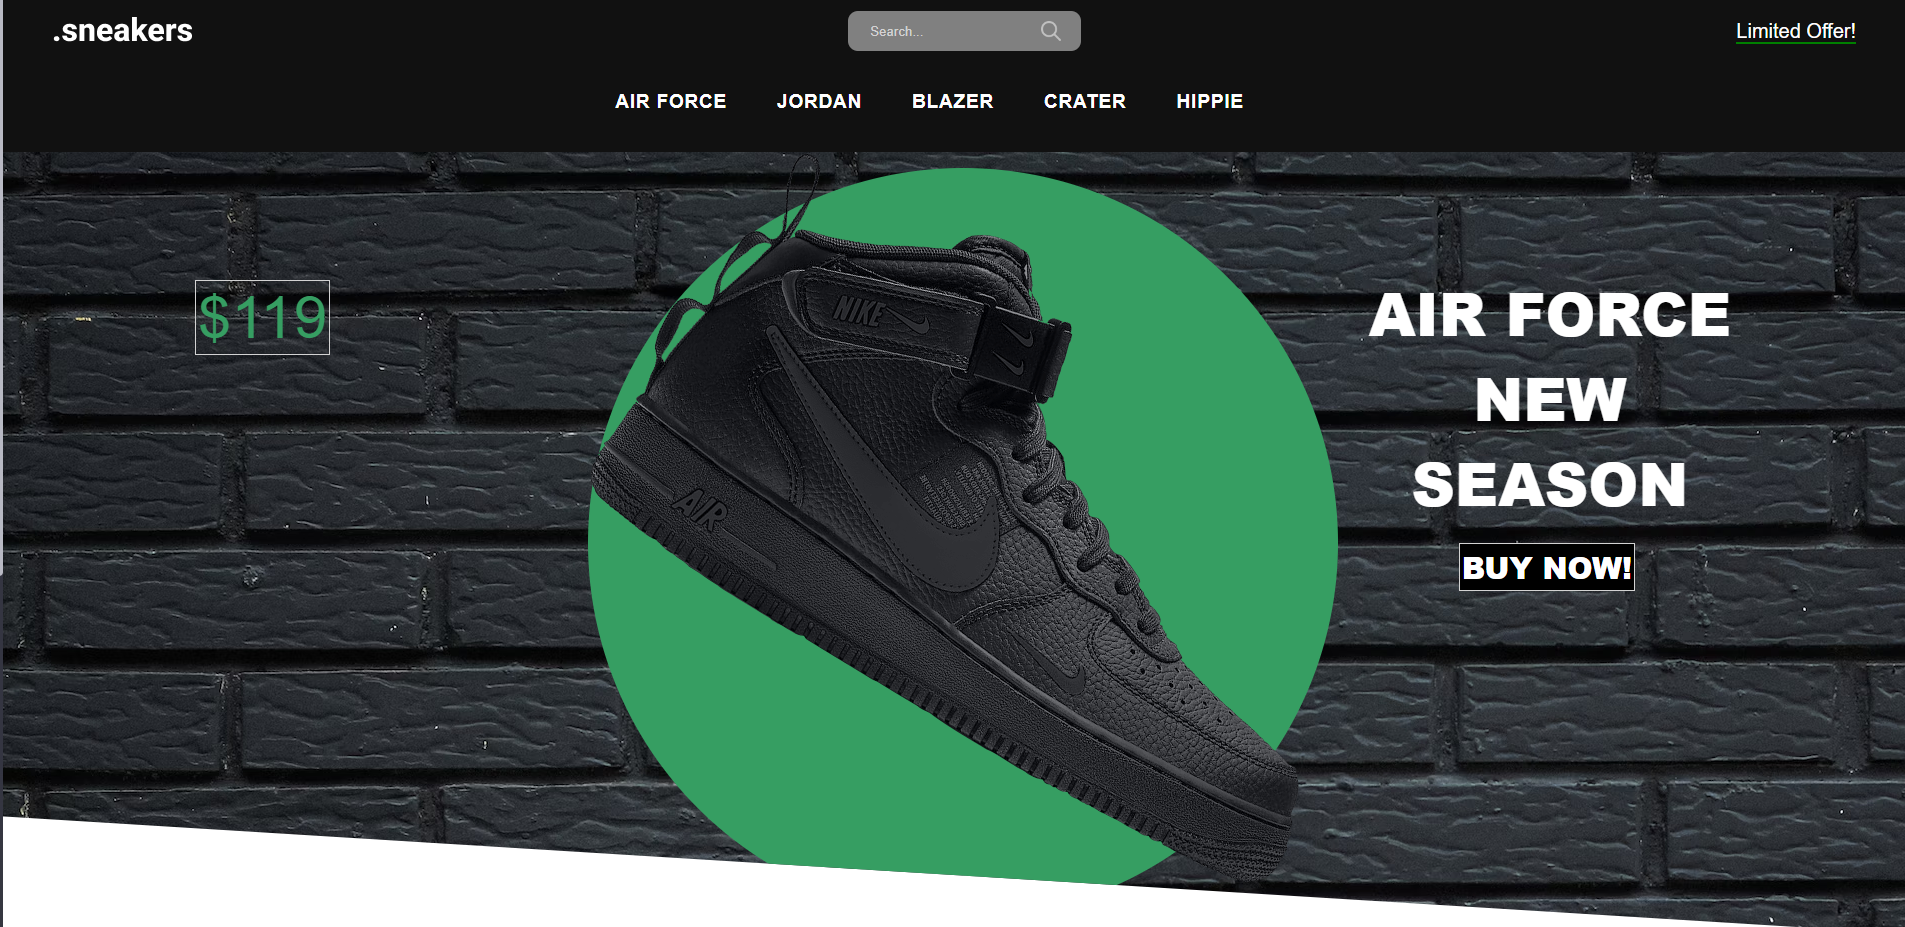 .sneakers
Search...
Limited Offer!
AIR FORCE
JORDAN
BLAZER
CRATER
HIPPIE
$119
NIKE
AIR
AIR FORCE
NEW
SEASON
BUY NOW!